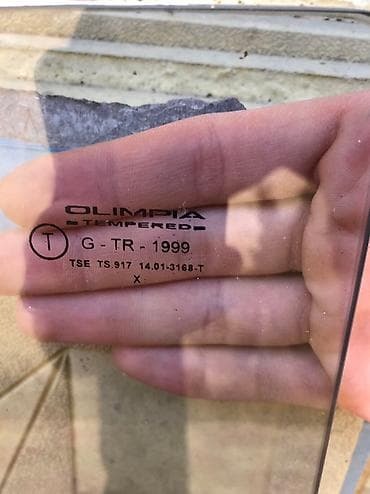 OLIMPIA
TEMPERED
T G - TR - 1999
TSE TS.917 14.01-3168-T
X